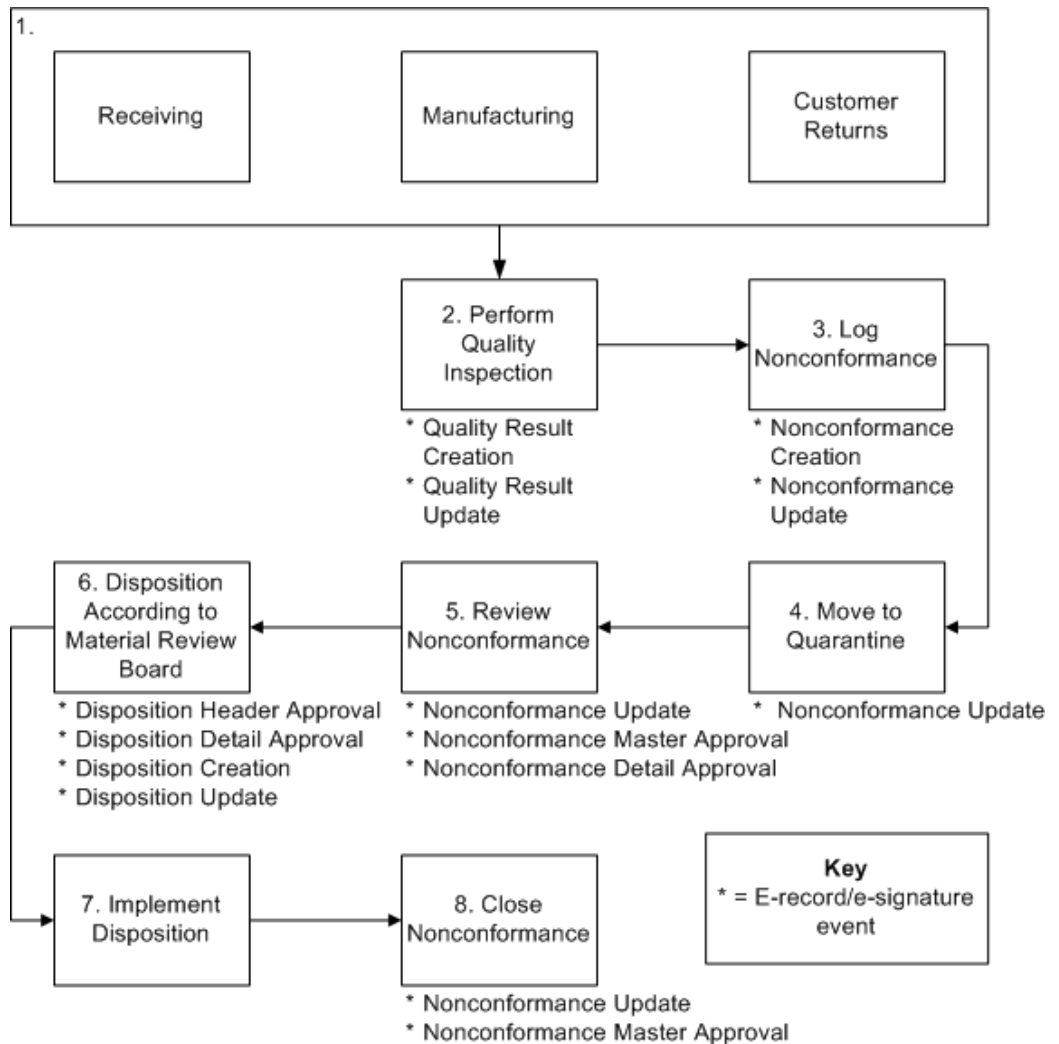 1.
Receiving
Manufacturing
Customer
Returns
2. Perform
Quality
Inspection
3. Log
Nonconformance
* Quality Result
Creation
* Quality Result
Update
* Nonconformance
Creation
* Nonconformance
Update
6. Disposition
According to
Material Review
Board
5. Review
Nonconformance
4. Move to
Quarantine
* Disposition Header Approval
* Disposition Detail Approval
* Disposition Creation
* Disposition Update
* Nonconformance Update
* Nonconformance Master Approval
* Nonconformance Detail Approval
* Nonconformance Update
7. Implement
Disposition
8. Close
Nonconformance
Key
* = E-record/e-signature
event
* Nonconformance Update
* Nonconformance Master Approval